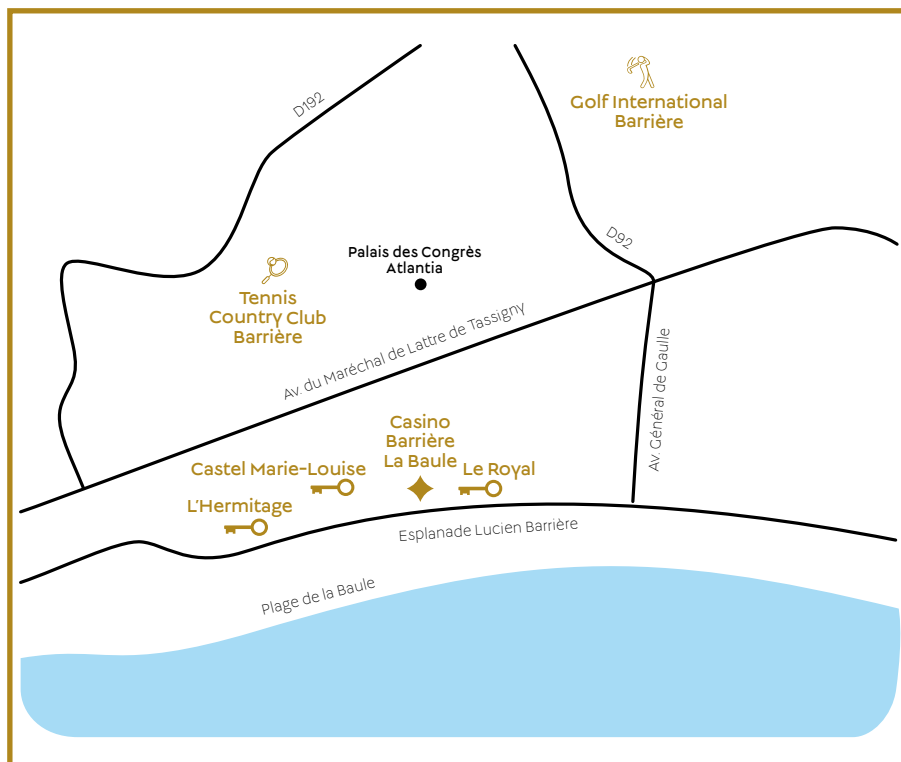 D192
Golf International
Barrière
D92
Palais des Congrès
Atlantia
Tennis
Country Club
Barrière
Av. du Maréchal de Lattre de Tassigny
Av. Général de Gaulle
Casino
Barrière
La Baule
Castel Marie-Louise
Le Royal
L'Hermitage
Esplanade Lucien Barrière
Plage de la Baule